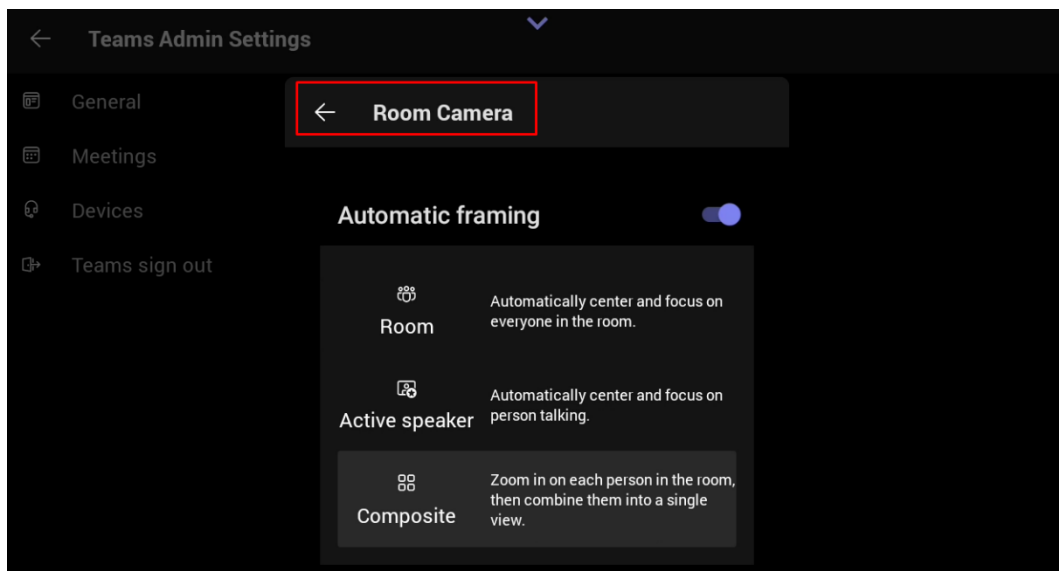 Teams Admin Settings
General
Meetings
Devices
Teams sign out
Room Camera
Automatic framing
Room
Automatically center and focus on
everyone in the room.
Active speaker
Automatically center and focus on
person talking.
Composite
Zoom in on each person in the room,
then combine them into a single
view.